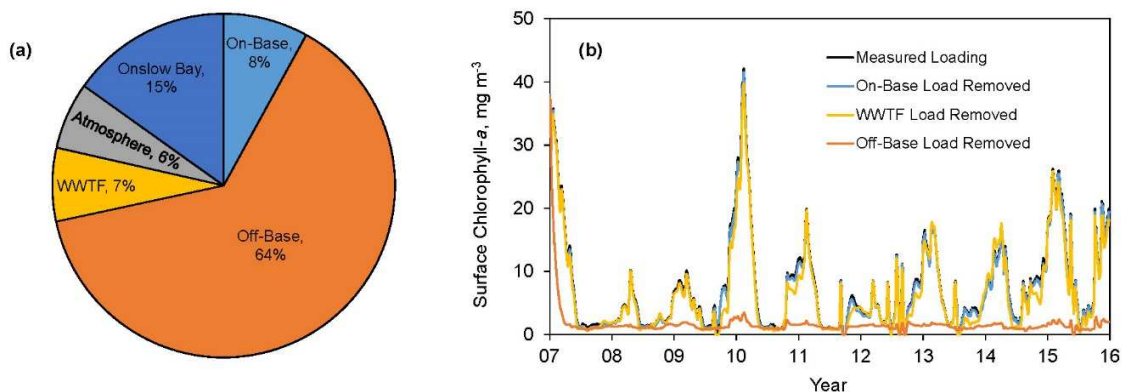 (a)
Onslow Bay,
15%
On-Base,
8%
Atmosphere, 6%
WWTF, 7%
Off-Base,
64%
(b)
Measured Loading
On-Base Load Removed
WWTF Load Removed
Off-Base Load Removed
Surface Chlorophyll-a, mg m-3
50
40
30
20
10
0
07 08 09 10 11 12 13 14 15 16
Year